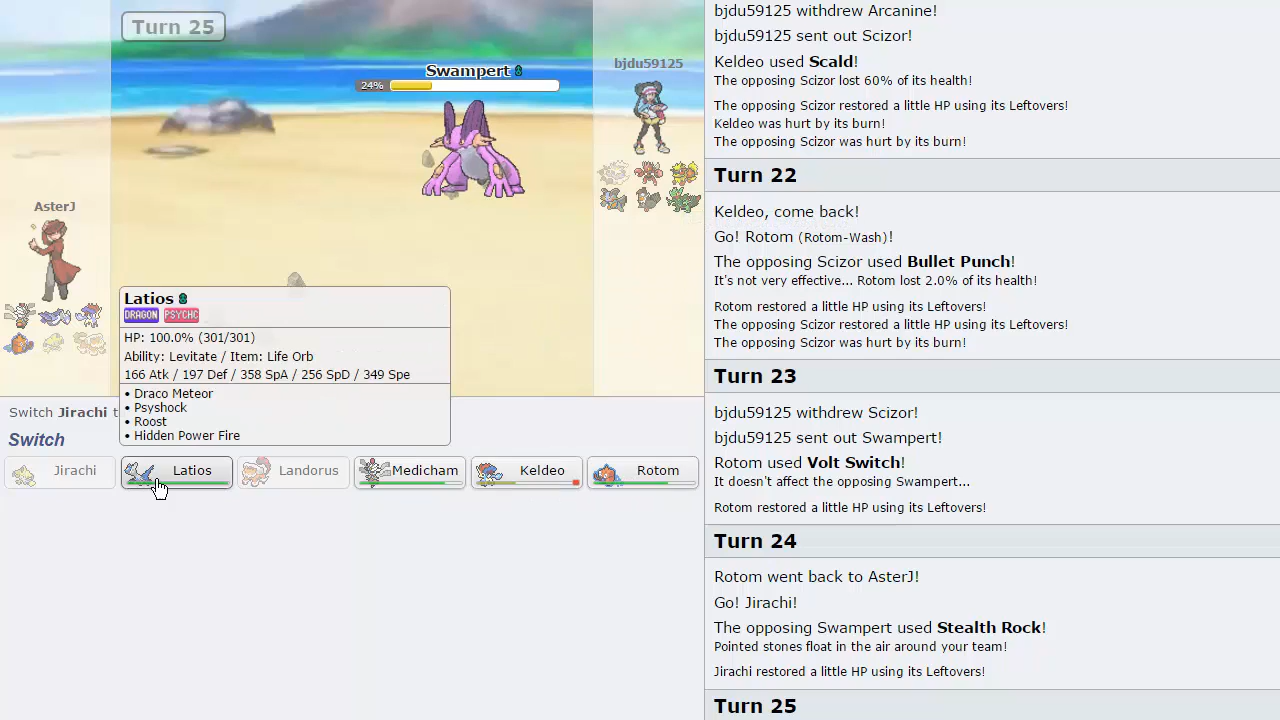 Turn 25
Swampert
24%
bjdu59125
AsterJ
Latios
DRAGON PSYCHC
HP: 100.0% (301/301)
Ability: Levitate / Item: Life Orb
166 Atk / 197 Def / 358 SpA / 256 SpD / 349 Spe
• Draco Meteor
• Psyshock
• Roost
• Hidden Power Fire
Switch Jirachi t
Switch
Jirachi
Latios
Landorus
Medicham
Keldeo
Rotom
bjdu59125 withdrew Arcanine!
bjdu59125 sent out Scizor!
Keldeo used Scald!
The opposing Scizor lost 60% of its health!
The opposing Scizor restored a little HP using its Leftovers!
Keldeo was hurt by its burn!
The opposing Scizor was hurt by its burn!
Turn 22
Keldeo, come back!
Go! Rotom (Rotom-Wash)!
The opposing Scizor used Bullet Punch!
It's not very effective... Rotom lost 2.0% of its health!
Rotom restored a little HP using its Leftovers!
The opposing Scizor restored a little HP using its Leftovers!
The opposing Scizor was hurt by its burn!
Turn 23
bjdu59125 withdrew Scizor!
bjdu59125 sent out Swampert!
Rotom used Volt Switch!
It doesn't affect the opposing Swampert...
Rotom restored a little HP using its Leftovers!
Turn 24
Rotom went back to AsterJ!
Go! Jirachi!
The opposing Swampert used Stealth Rock!
Pointed stones float in the air around your team!
Jirachi restored a little HP using its Leftovers!
Turn 25